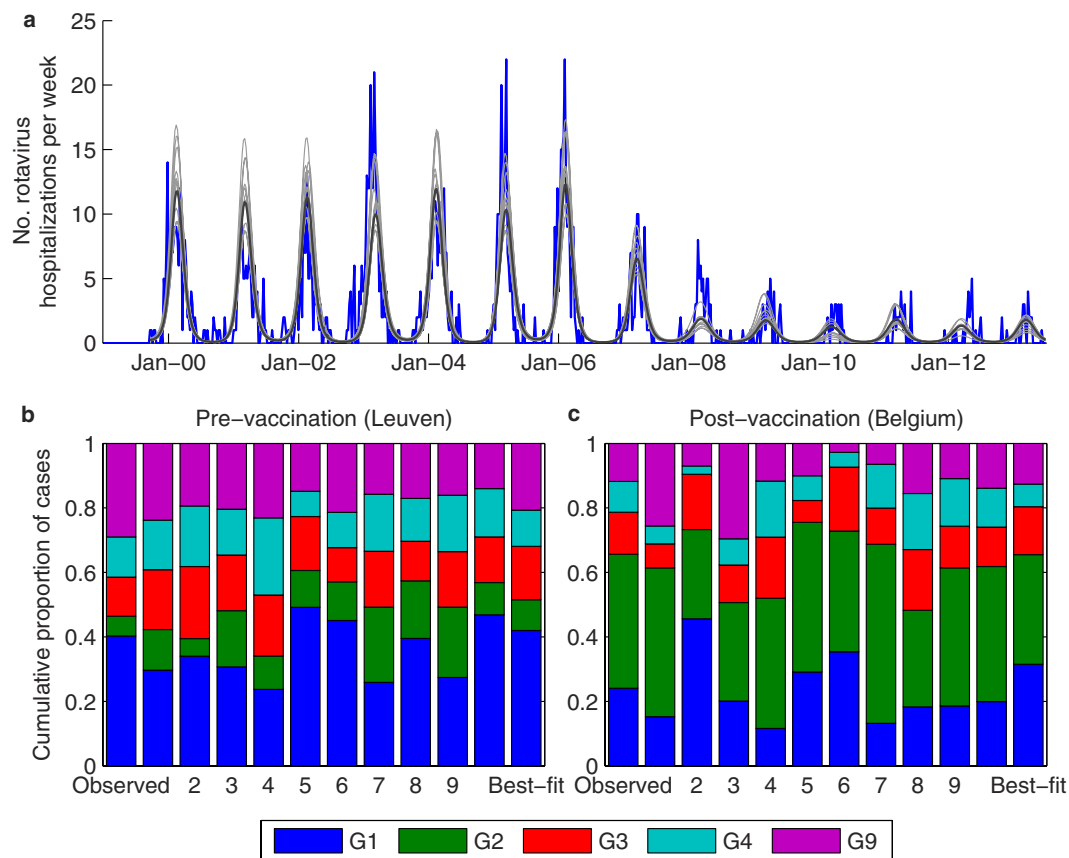 a
No. rotavirus
hospitalizations per week
25
20
15
10
5
0
Jan−00 Jan−02 Jan−04 Jan−06 Jan−08 Jan−10 Jan−12
b Pre−vaccination (Leuven)
Cumulative proportion of cases
1
0.8
0.6
0.4
0.2
0
Observed 2 3 4 5 6 7 8 9 Best−fit
c Post−vaccination (Belgium)
1
0.8
0.6
0.4
0.2
0
Observed 2 3 4 5 6 7 8 9 Best−fit
G1 G2 G3 G4 G9